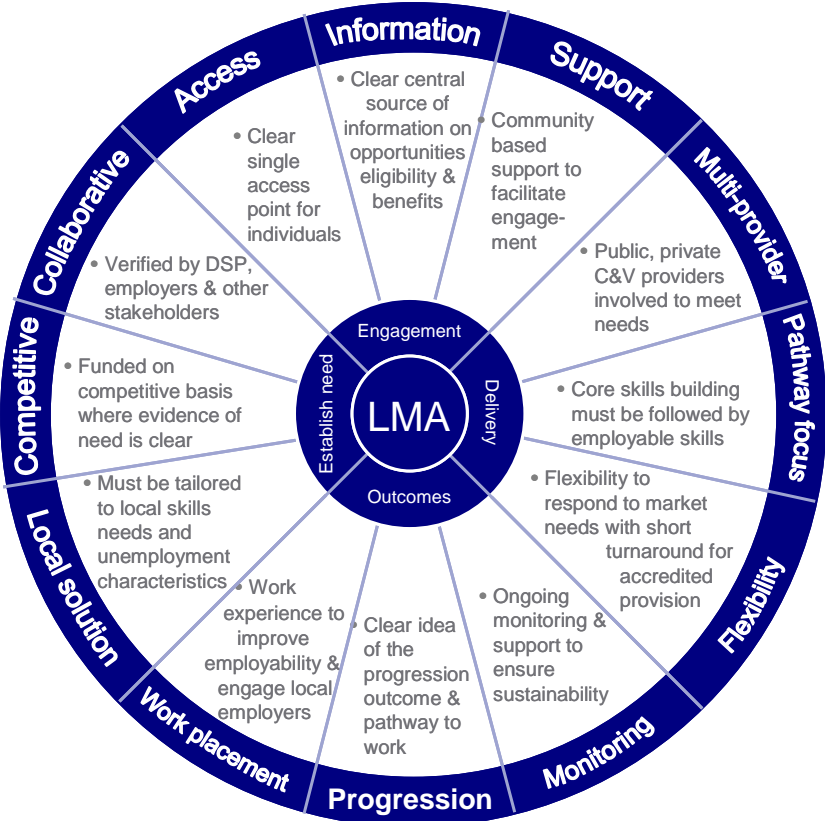 Information
• Clear central
source of
information on
opportunities
eligibility &
benefits
Support
• Community
based
support to
facilitate
engage-
ment
Multi-provider
• Public, private
C&V providers
involved to meet
needs
Pathway focus
• Core skills building
must be followed by
employable skills
Flexibility
• Flexibility to
respond to market
needs with short
turnaround for
accredited
provision
Monitoring
• Ongoing
monitoring &
support to
ensure
sustainability
Progression
• Clear idea
of the
progression
outcome &
pathway to
work
Work placement
• Work
experience to
improve
employability &
engage local
employers
Local solution
• Must be tailored
to local skills
needs and
unemployment
characteristics
Competitive
• Funded on
competitive basis
where evidence of
need is clear
Collaborative
• Verified by DSP,
employers & other
stakeholders
Access
• Clear
single
access
point for
individuals
Engagement
Delivery
Outcomes
Establish need
LMA